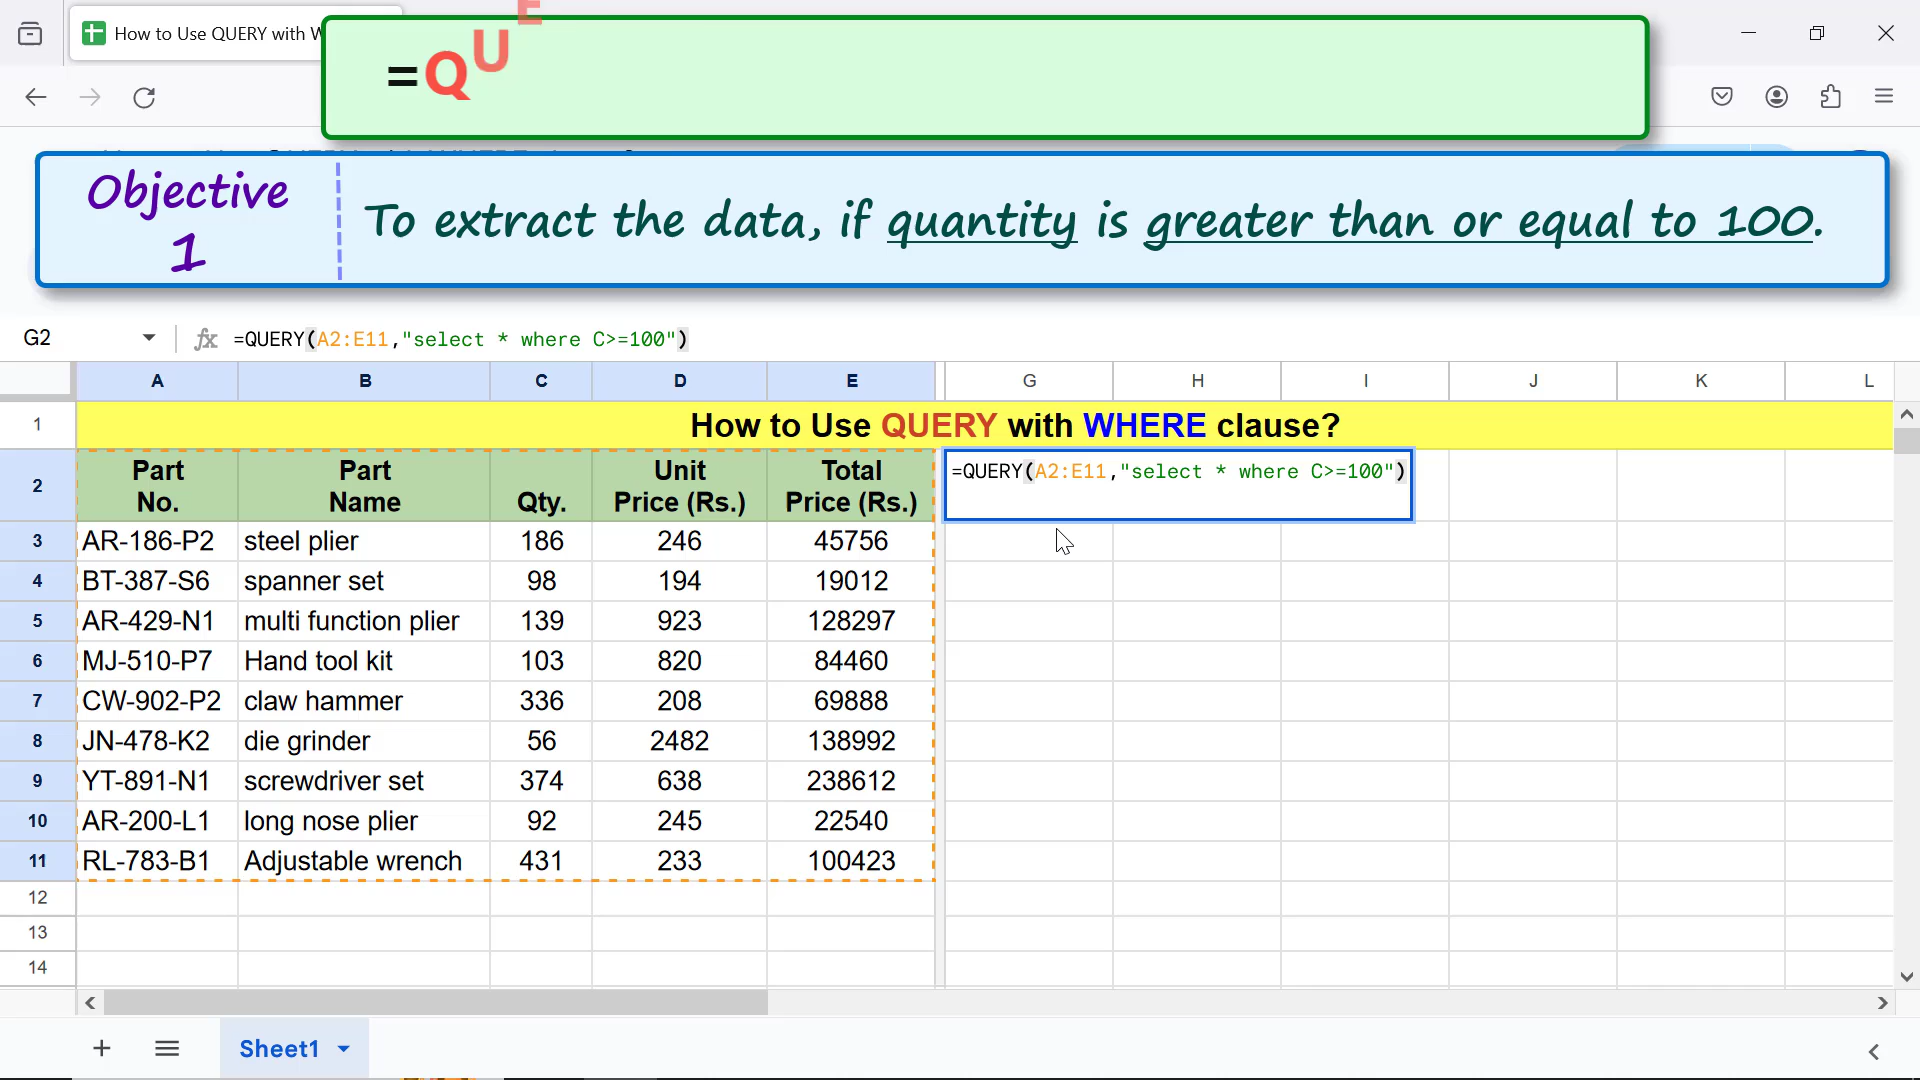 How to Use QUERY with W
=QUE
Objective
1
To extract the data, if quantity is greater than or equal to 100.
G2
fx
=QUERY(A2:E11,"select * where C>=100")
A B C D E G H I J K L
1 How to Use QUERY with WHERE clause?
2 Part No. Part Name Qty. Unit Price (Rs.) Total Price (Rs.) =QUERY(A2:E11,"select * where C>=100")
3 AR-186-P2 steel plier 186 246 45756
4 BT-387-S6 spanner set 98 194 19012
5 AR-429-N1 multi function plier 139 923 128297
6 MJ-510-P7 Hand tool kit 103 820 84460
7 CW-902-P2 claw hammer 336 208 69888
8 JN-478-K2 die grinder 56 2482 138992
9 YT-891-N1 screwdriver set 374 638 238612
10 AR-200-L1 long nose plier 92 245 22540
11 RL-783-B1 Adjustable wrench 431 233 100423
12
13
14
Sheet1